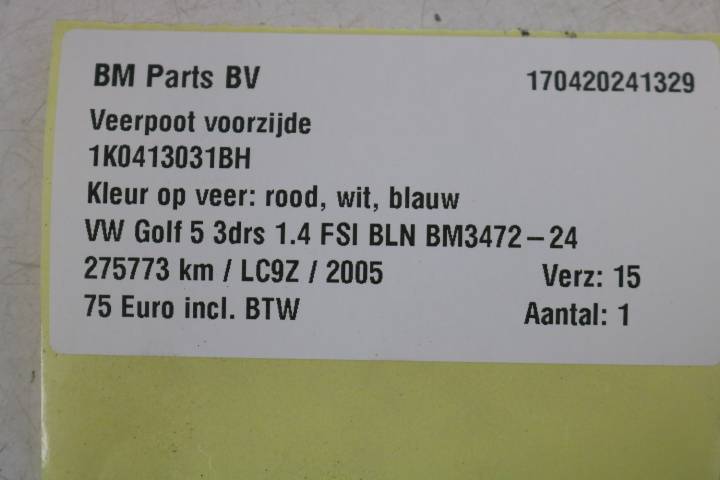 BM Parts BV 170420241329
Veerpoot voorzijde
1K0413031BH
Kleur op veer: rood, wit, blauw
VW Golf 5 3drs 1.4 FSI BLN BM3472-24
275773 km / LC9Z / 2005 Verz: 15
75 Euro incl. BTW Aantal: 1